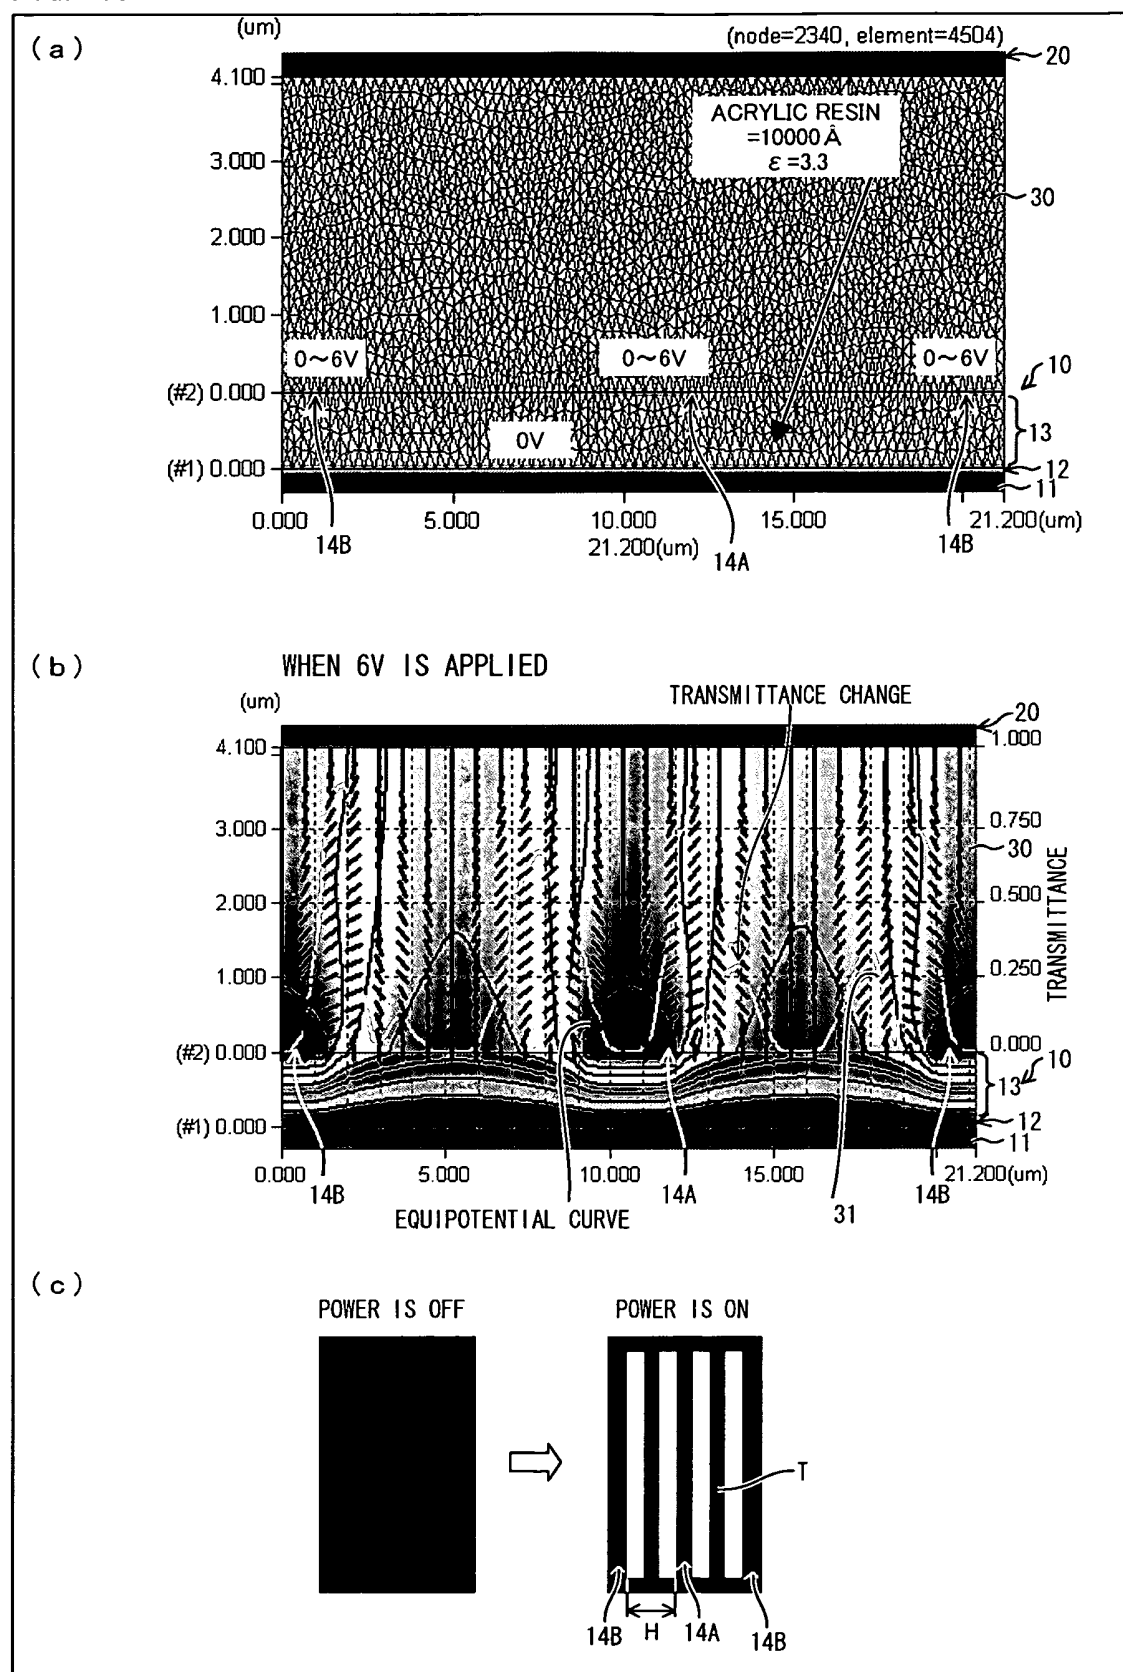 (a)
(um)
(node=2340, element=4504)
20
4.100
ACRYLIC RESIN
=10000Å
ε=3.3
3.000
30
2.000
1.000
0~6V
0~6V
0~6V
10
(#2) 0.000
0V
13
(#1) 0.000
12
11
0.000
5.000
10.000
15.000
21.200(um)
14B
21.200(um)
14A
14B
(b)
WHEN 6V IS APPLIED
(um)
TRANSMITTANCE CHANGE
20
4.100
1.000
3.000
0.750
30
2.000
0.500
TRANSMITTANCE
1.000
0.250
(#2) 0.000
0.000
10
13
(#1) 0.000
12
11
0.000
5.000
10.000
15.000
21.200(um)
14B
14A
14B
EQUIPOTENTIAL CURVE
31
(c)
POWER IS OFF
POWER IS ON
T
14B
H
14A
14B